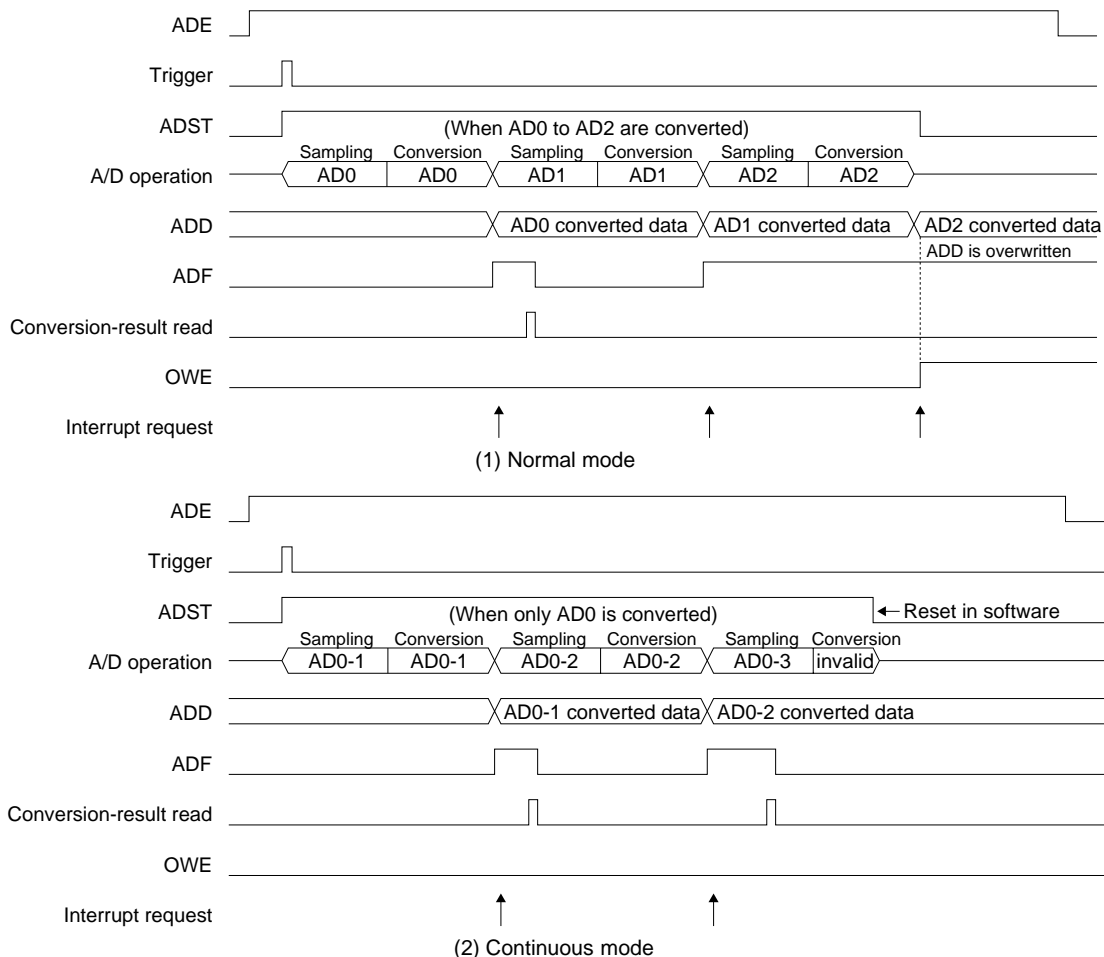 ADE
Trigger
ADST
(When AD0 to AD2 are converted)
Sampling Conversion Sampling Conversion Sampling Conversion
A/D operation
AD0 AD0 AD1 AD1 AD2 AD2
ADD
AD0 converted data AD1 converted data AD2 converted data
ADD is overwritten
ADF
Conversion-result read
OWE
Interrupt request
(1) Normal mode
ADE
Trigger
ADST
(When only AD0 is converted)
Reset in software
Sampling Conversion Sampling Conversion Sampling Conversion
A/D operation
AD0-1 AD0-1 AD0-2 AD0-2 AD0-3 invalid
ADD
AD0-1 converted data AD0-2 converted data
ADF
Conversion-result read
OWE
Interrupt request
(2) Continuous mode